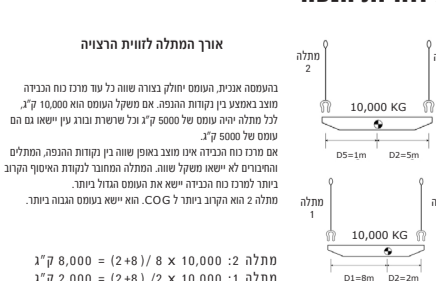 אורך המתלה לזווית הרצויה
בהעמסה אנכית, העומס יחולק בצורה שווה כל עוד מרכז כוח הכבידה
מוצב באמצע בין נקודות ההנפה. אם משקל העומס הוא 10,000 ק"ג,
לכל מתלה יהיה עומס של 5000 ק"ג וכל שרשרת ובורג עין יישאו גם הם
עומס של 5000 ק"ג.
אם מרכז כוח הכבידה אינו מוצב באופן שווה בין נקודות ההנפה, המתלים
והחיבורים לא יישאו משקל שווה. המתלה המחובר לנקודת האיסוף הקרוב
ביותר למרכז כוח הכבידה יישא את העומס הגדול ביותר.
מתלה 2 הוא הקרוב ביותר ל COG. הוא יישא בעומס הגבוה ביותר.
מתלה 2: 10,000 x 8 /(2+8) = 8,000 ק"ג
מתלה 1: 10,000 x 2/ (2+8) = 2,000 ק"ג
מתלה
2
10,000 KG
D5=1m
D2=5m
מתלה
1
10,000 KG
D1=8m
D2=2m